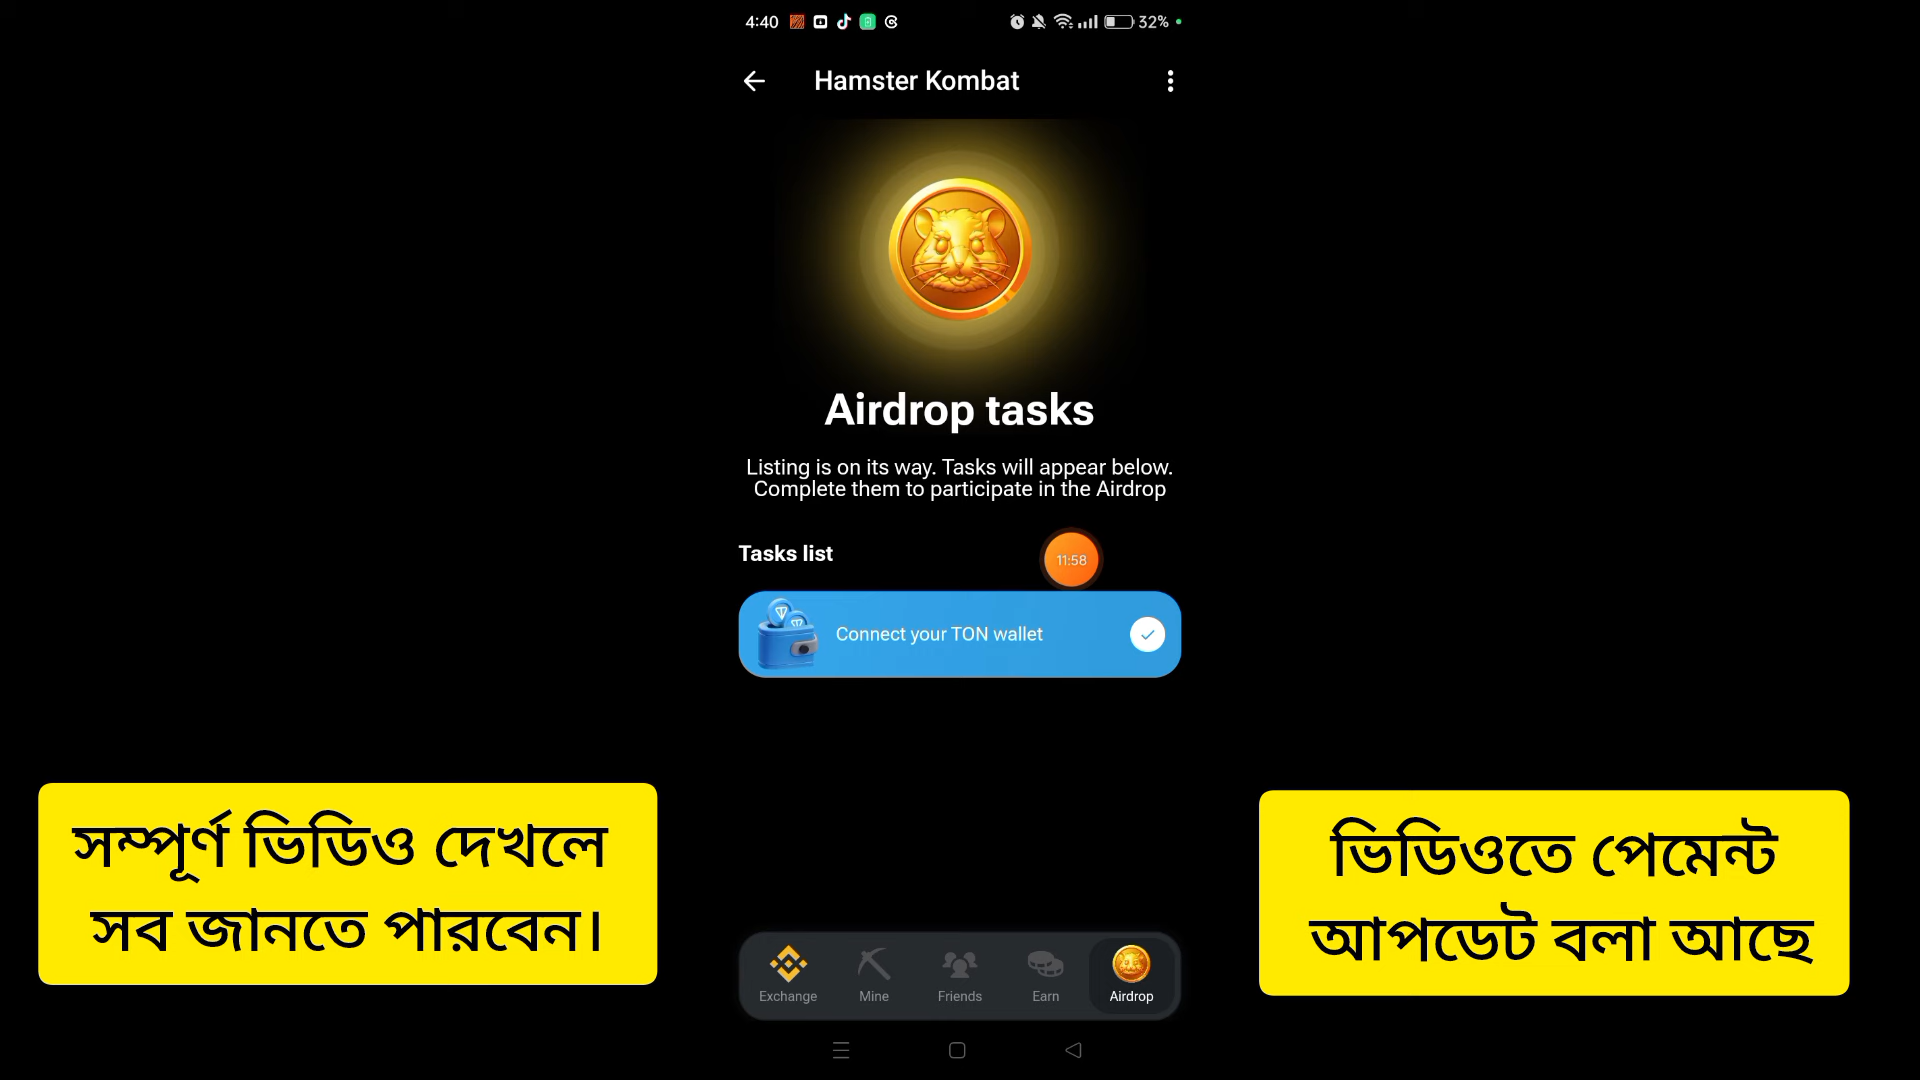 4:40
32%
Hamster Kombat
Airdrop tasks
Listing is on its way. Tasks will appear below.
Complete them to participate in the Airdrop
Tasks list
11:58
Connect your TON wallet
সম্পূর্ণ ভিডিও দেখলে
সব জানতে পারবেন।
ভিডিওতে পেমেন্ট
আপডেট বলা আছে
Exchange
Mine
Friends
Earn
Airdrop